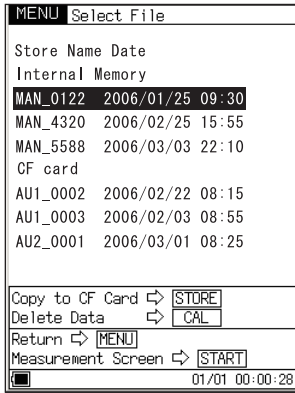 MENU Select File
Store Name Date
Internal Memory
MAN_0122 2006/01/25 09:30
MAN_4320 2006/02/25 15:55
MAN_5588 2006/03/03 22:10
CF card
AU1_0002 2006/02/22 08:15
AU1_0003 2006/02/03 08:55
AU2_0001 2006/03/01 08:25
Copy to CF Card ⇨ STORE
Delete Data ⇨ CAL
Return ⇨ MENU
Measurement Screen ⇨ START
01/01 00:00:28